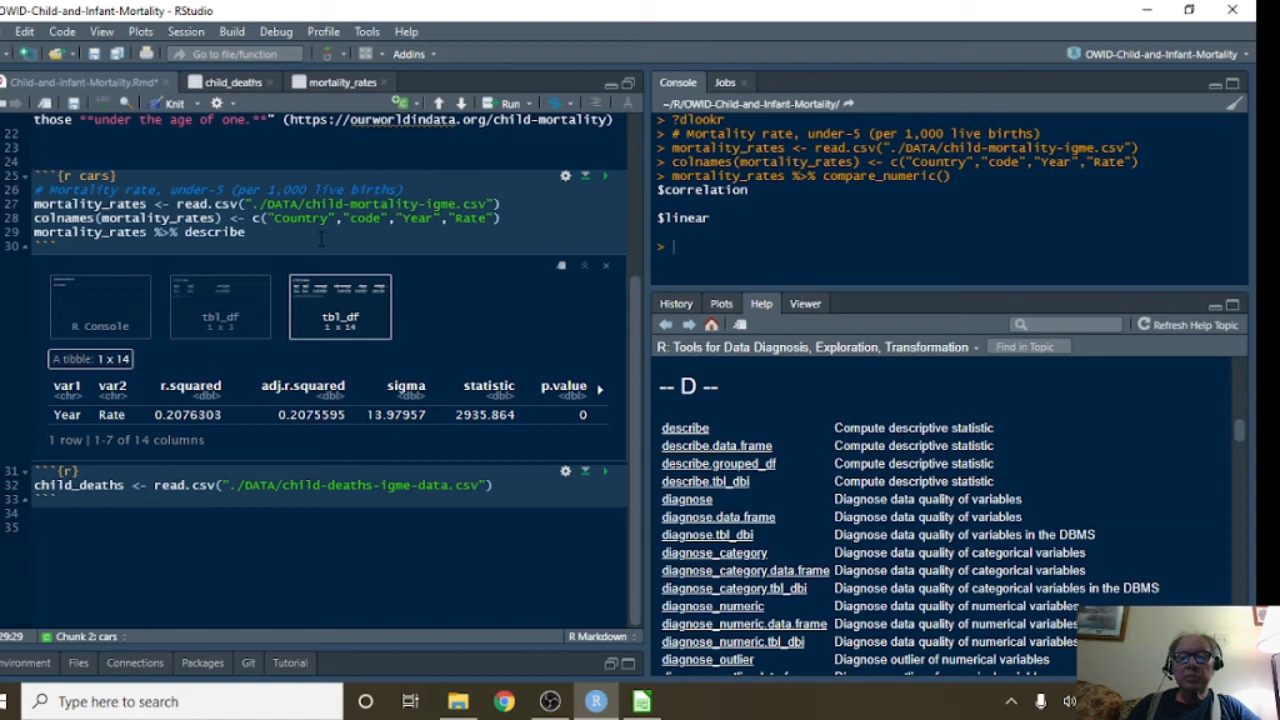 OWID-Child-and-Infant-Mortality - RStudio
Edit Code View Plots Session Build Debug Profile Tools Help
Go to file/function Addins OWID-Child-and-Infant-Mortality
Child-and-infant-Mortality.Rmd* child_deaths mortality_rates
Knit Run
those **under the age of one.**" (https://ourworldindata.org/child-mortality)
22
23
24
25 ```{r cars}
26 # Mortality rate, under-5 (per 1,000 live births)
27 mortality_rates <- read.csv("./DATA/child-mortality-igme.csv")
28 colnames(mortality_rates) <- c("Country","code","Year","Rate")
29 mortality_rates %>% describe
30 ```
R Console
tbl_df
1 x 3
tbl_df
1 x 14
A tibble: 1 x 14
var1 var2 r.squared adj.r.squared sigma statistic p.value
<chr> <chr> <dbl> <dbl> <dbl> <dbl> <dbl>
Year Rate 0.2076303 0.2075595 13.97957 2935.864 0
1 row | 1-7 of 14 columns
31 ```{r}
32 child_deaths <- read.csv("./DATA/child-deaths-igme-data.csv")
33 ```
34
35
29:29 Chunk 2: cars R Markdown
nvironment Files Connections Packages Git Tutorial
Console Jobs
~/R/OWID-Child-and-Infant-Mortality/
> ?dlookr
> # Mortality rate, under-5 (per 1,000 live births)
> mortality_rates <- read.csv("./DATA/child-mortality-igme.csv")
> colnames(mortality_rates) <- c("Country","code","Year","Rate")
> mortality_rates %>% compare_numeric()
$correlation
$linear
>
History Plots Help Viewer
Refresh Help Topic
R: Tools for Data Diagnosis, Exploration, Transformation Find in Topic
-- D --
describe Compute descriptive statistic
describe.data.frame Compute descriptive statistic
describe.grouped_df Compute descriptive statistic
describe.tbl_dbi Compute descriptive statistic
diagnose Diagnose data quality of variables
diagnose.data.frame Diagnose data quality of variables
diagnose.tbl_dbi Diagnose data quality of variables in the DBMS
diagnose_category Diagnose data quality of categorical variables
diagnose_category.data.frame Diagnose data quality of categorical variables
diagnose_category.tbl_dbi Diagnose data quality of categorical variables in the DBMS
diagnose_numeric Diagnose data quality of numerical variables
diagnose_numeric.data.frame Diagnose data quality of numerical variables
diagnose_numeric.tbl_dbi Diagnose data quality of numerical variables
diagnose_outlier Diagnose outlier of numerical variables
Type here to search